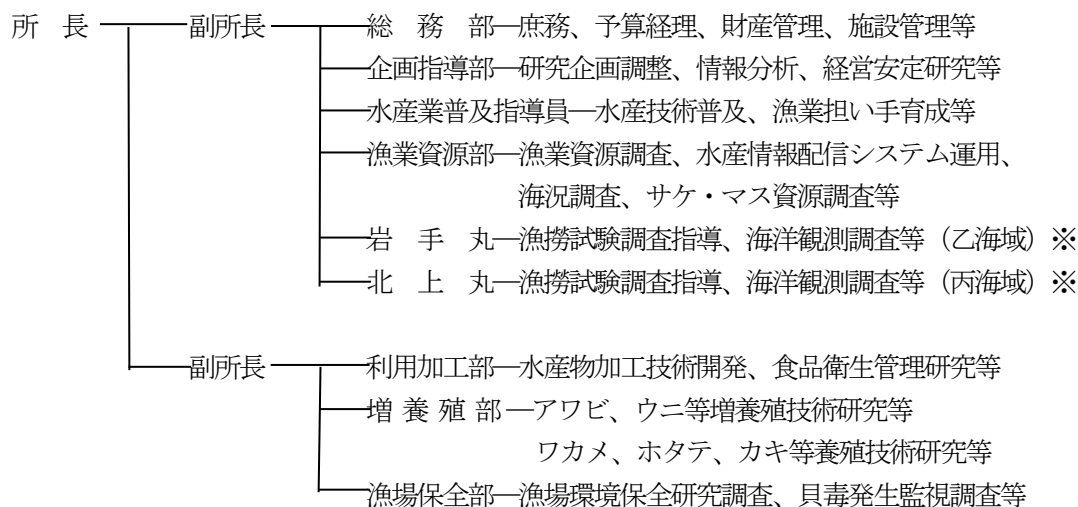 所　長　副所長　総　務　部―庶務、予算経理、財産管理、施設管理等
企画指導部―研究企画調整、情報分析、経営安定研究等
水産業普及指導員―水産技術普及、漁業担い手育成等
漁業資源部―漁業資源調査、水産情報配信システム運用、
海況調査、サケ・マス資源調査等
岩　手　丸―漁撈試験調査指導、海洋観測調査等（乙海域）※
北　上　丸―漁撈試験調査指導、海洋観測調査等（丙海域）※
副所長　利用加工部―水産物加工技術開発、食品衛生管理研究等
増 養 殖 部―アワビ、ウニ等増養殖技術研究等
ワカメ、ホタテ、カキ等養殖技術研究等
漁場保全部―漁場環境保全研究調査、貝毒発生監視調査等